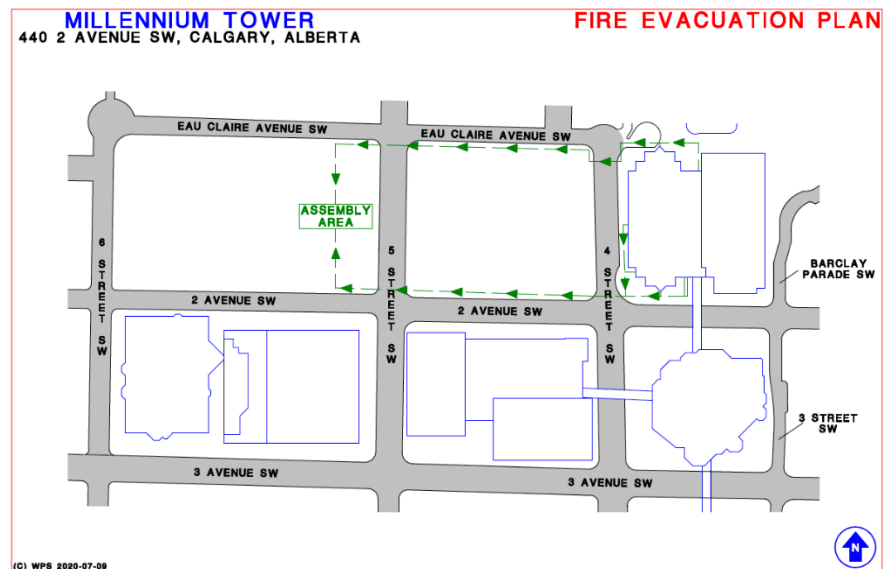 MILLENNIUM TOWER
440 2 AVENUE SW, CALGARY, ALBERTA
FIRE EVACUATION PLAN
EAU CLAIRE AVENUE SW
EAU CLAIRE AVENUE SW
ASSEMBLY
AREA
6 STREET SW
5 STREET SW
4 STREET SW
BARCLAY
PARADE SW
2 AVENUE SW
2 AVENUE SW
3 STREET
SW
3 AVENUE SW
3 AVENUE SW
N
(C) WPS 2020-07-09